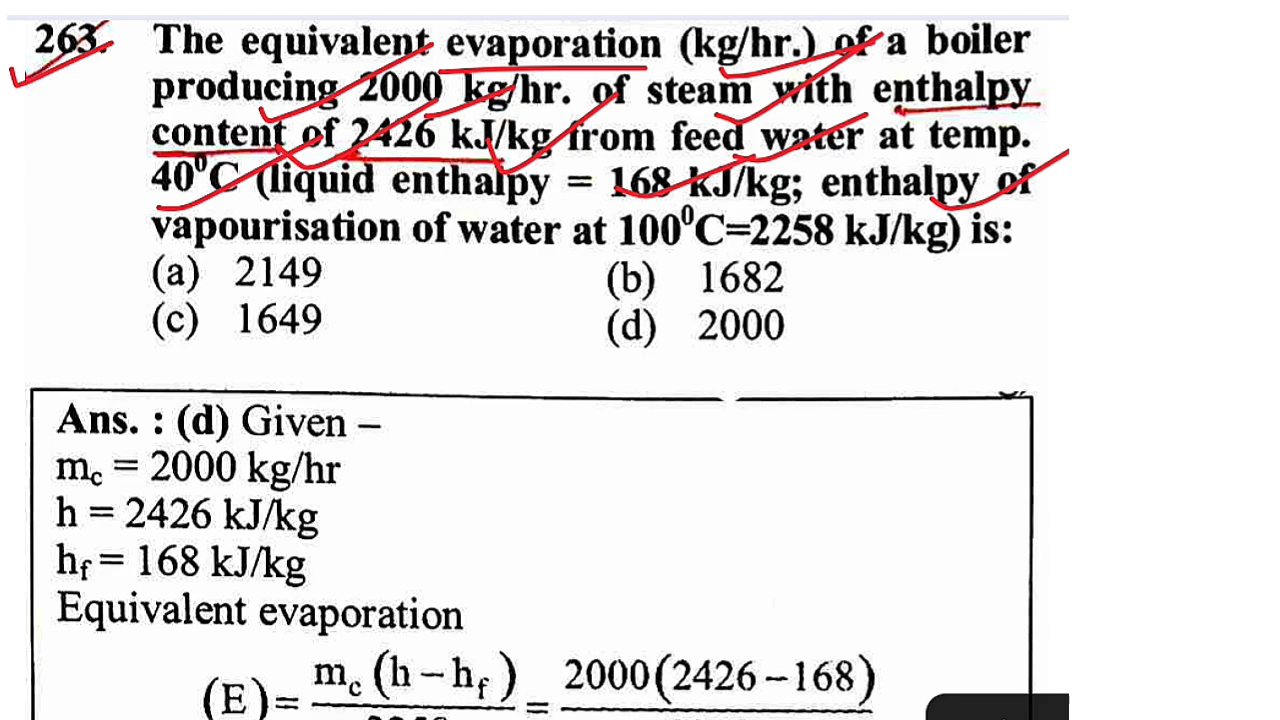 263. The equivalent evaporation (kg/hr.) of a boiler
producing 2000 kg/hr. of steam with enthalpy
content of 2426 kJ/kg from feed water at temp.
40⁰C (liquid enthalpy = 168 kJ/kg; enthalpy of
vapourisation of water at 100⁰C=2258 kJ/kg) is:
(a) 2149 (b) 1682
(c) 1649 (d) 2000
Ans. : (d) Given –
mc = 2000 kg/hr
h = 2426 kJ/kg
hf = 168 kJ/kg
Equivalent evaporation
(E) = mc (h – hf) = 2000(2426 – 168)